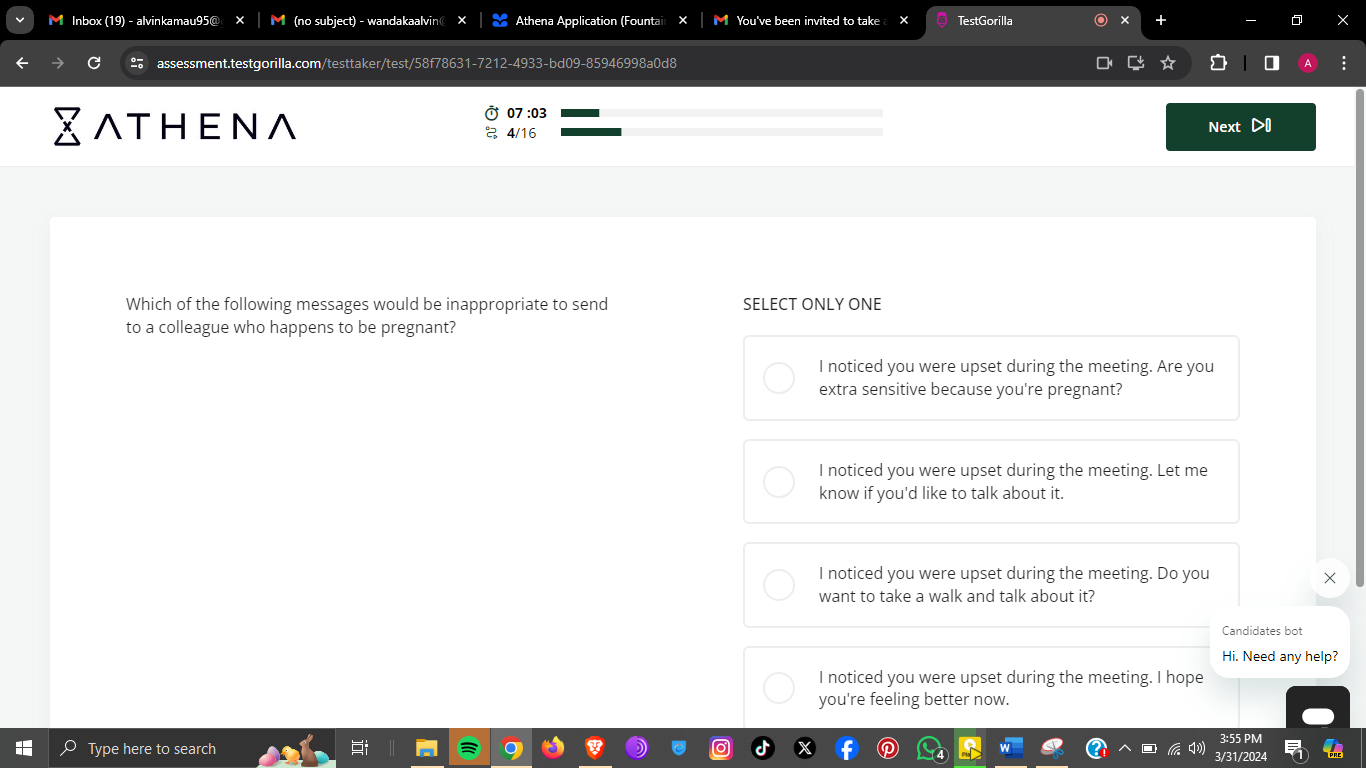 Inbox (19) - alvinkamau95@
(no subject) - wandakaalvin@
Athena Application (Fountai
You've been invited to take a
TestGorilla
assessment.testgorilla.com/testtaker/test/58f78631-7212-4933-bd09-85946998a0d8
A
ATHENA
07 :03
4/16
Next
Which of the following messages would be inappropriate to send
to a colleague who happens to be pregnant?
SELECT ONLY ONE
I noticed you were upset during the meeting. Are you
extra sensitive because you're pregnant?
I noticed you were upset during the meeting. Let me
know if you'd like to talk about it.
I noticed you were upset during the meeting. Do you
want to take a walk and talk about it?
I noticed you were upset during the meeting. I hope
you're feeling better now.
Candidates bot
Hi. Need any help?
Type here to search
4
3:55 PM
3/31/2024
1
PRE